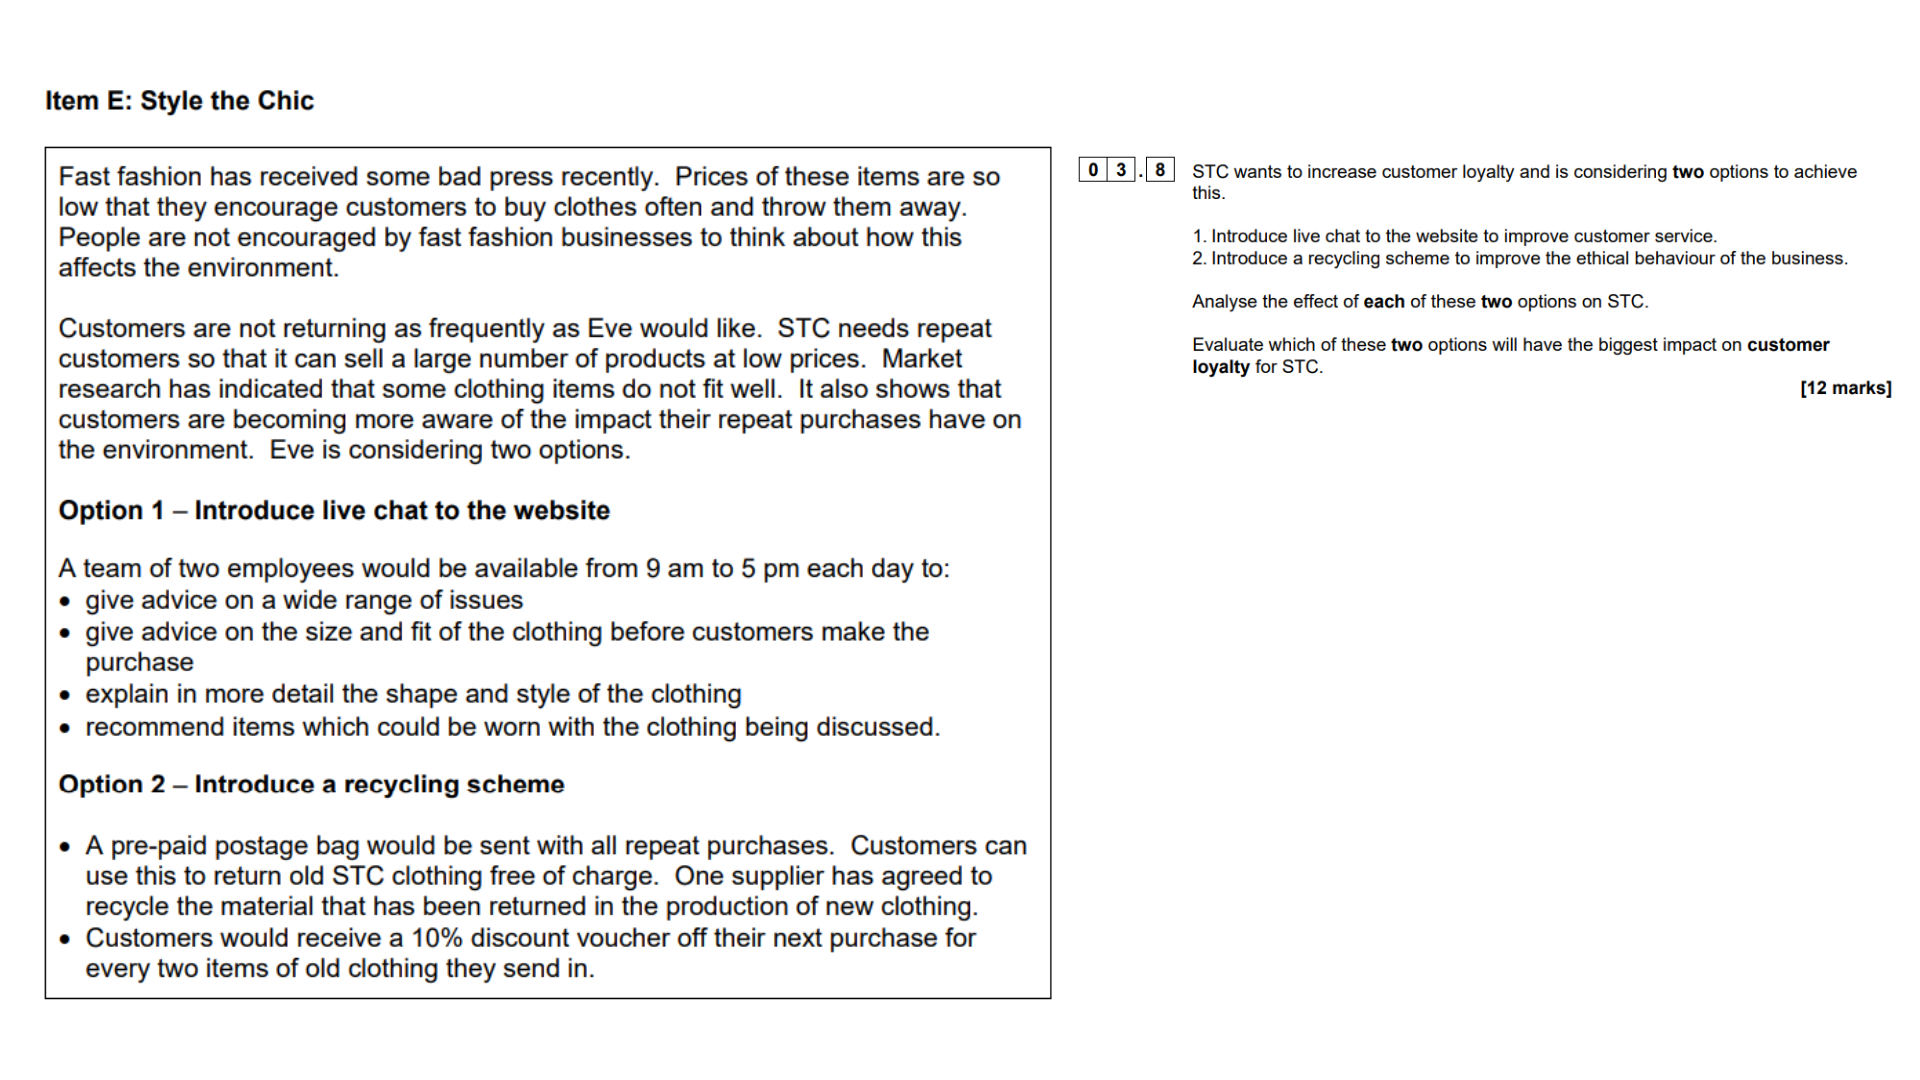 Item E: Style the Chic
Fast fashion has received some bad press recently. Prices of these items are so
low that they encourage customers to buy clothes often and throw them away.
People are not encouraged by fast fashion businesses to think about how this
affects the environment.
Customers are not returning as frequently as Eve would like. STC needs repeat
customers so that it can sell a large number of products at low prices. Market
research has indicated that some clothing items do not fit well. It also shows that
customers are becoming more aware of the impact their repeat purchases have on
the environment. Eve is considering two options.
Option 1 – Introduce live chat to the website
A team of two employees would be available from 9 am to 5 pm each day to:
• give advice on a wide range of issues
• give advice on the size and fit of the clothing before customers make the
purchase
• explain in more detail the shape and style of the clothing
• recommend items which could be worn with the clothing being discussed.
Option 2 – Introduce a recycling scheme
• A pre-paid postage bag would be sent with all repeat purchases. Customers can
use this to return old STC clothing free of charge. One supplier has agreed to
recycle the material that has been returned in the production of new clothing.
• Customers would receive a 10% discount voucher off their next purchase for
every two items of old clothing they send in.
0 3 . 8 STC wants to increase customer loyalty and is considering two options to achieve
this.
1. Introduce live chat to the website to improve customer service.
2. Introduce a recycling scheme to improve the ethical behaviour of the business.
Analyse the effect of each of these two options on STC.
Evaluate which of these two options will have the biggest impact on customer
loyalty for STC.
[12 marks]